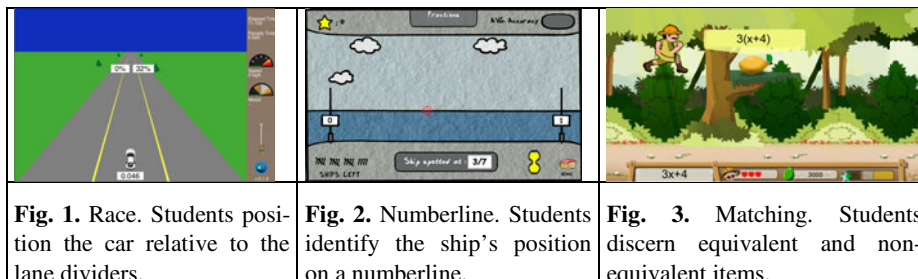 0% 32%
0.046
Fractions
AVG. Accuracy
0
1
SHIPS LEFT
Ship spotted at: 3/7
3(x+4)
3x+4
3000
Fig. 1. Race. Students posi-
tion the car relative to the
lane dividers.
Fig. 2. Numberline. Students
identify the ship's position
on a numberline.
Fig. 3. Matching. Students
discern equivalent and non-
equivalent items.